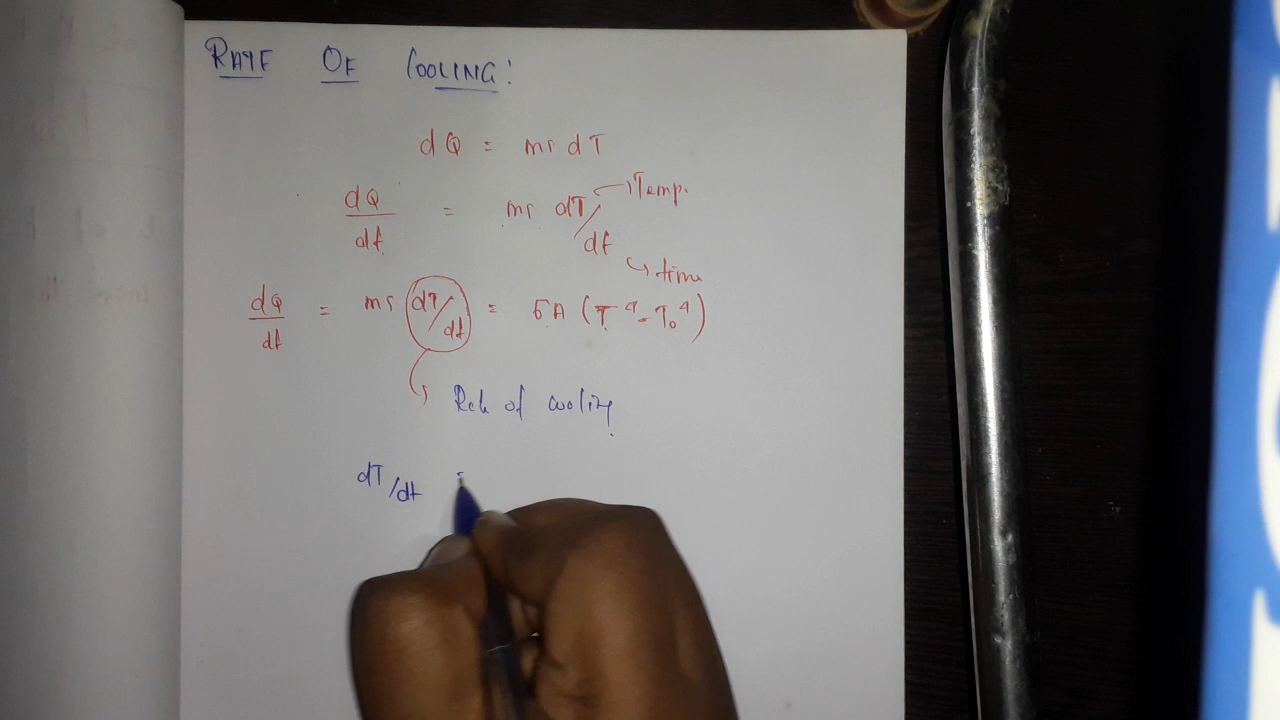 RATE OF COOLING!
dQ = ms dT
dQ/dt = ms dT/dt → Temp.
↳ time
dQ/dt = ms dT/dt = σA (T⁴ - T₀⁴)
↳ Rate of cooling
dT/dt =